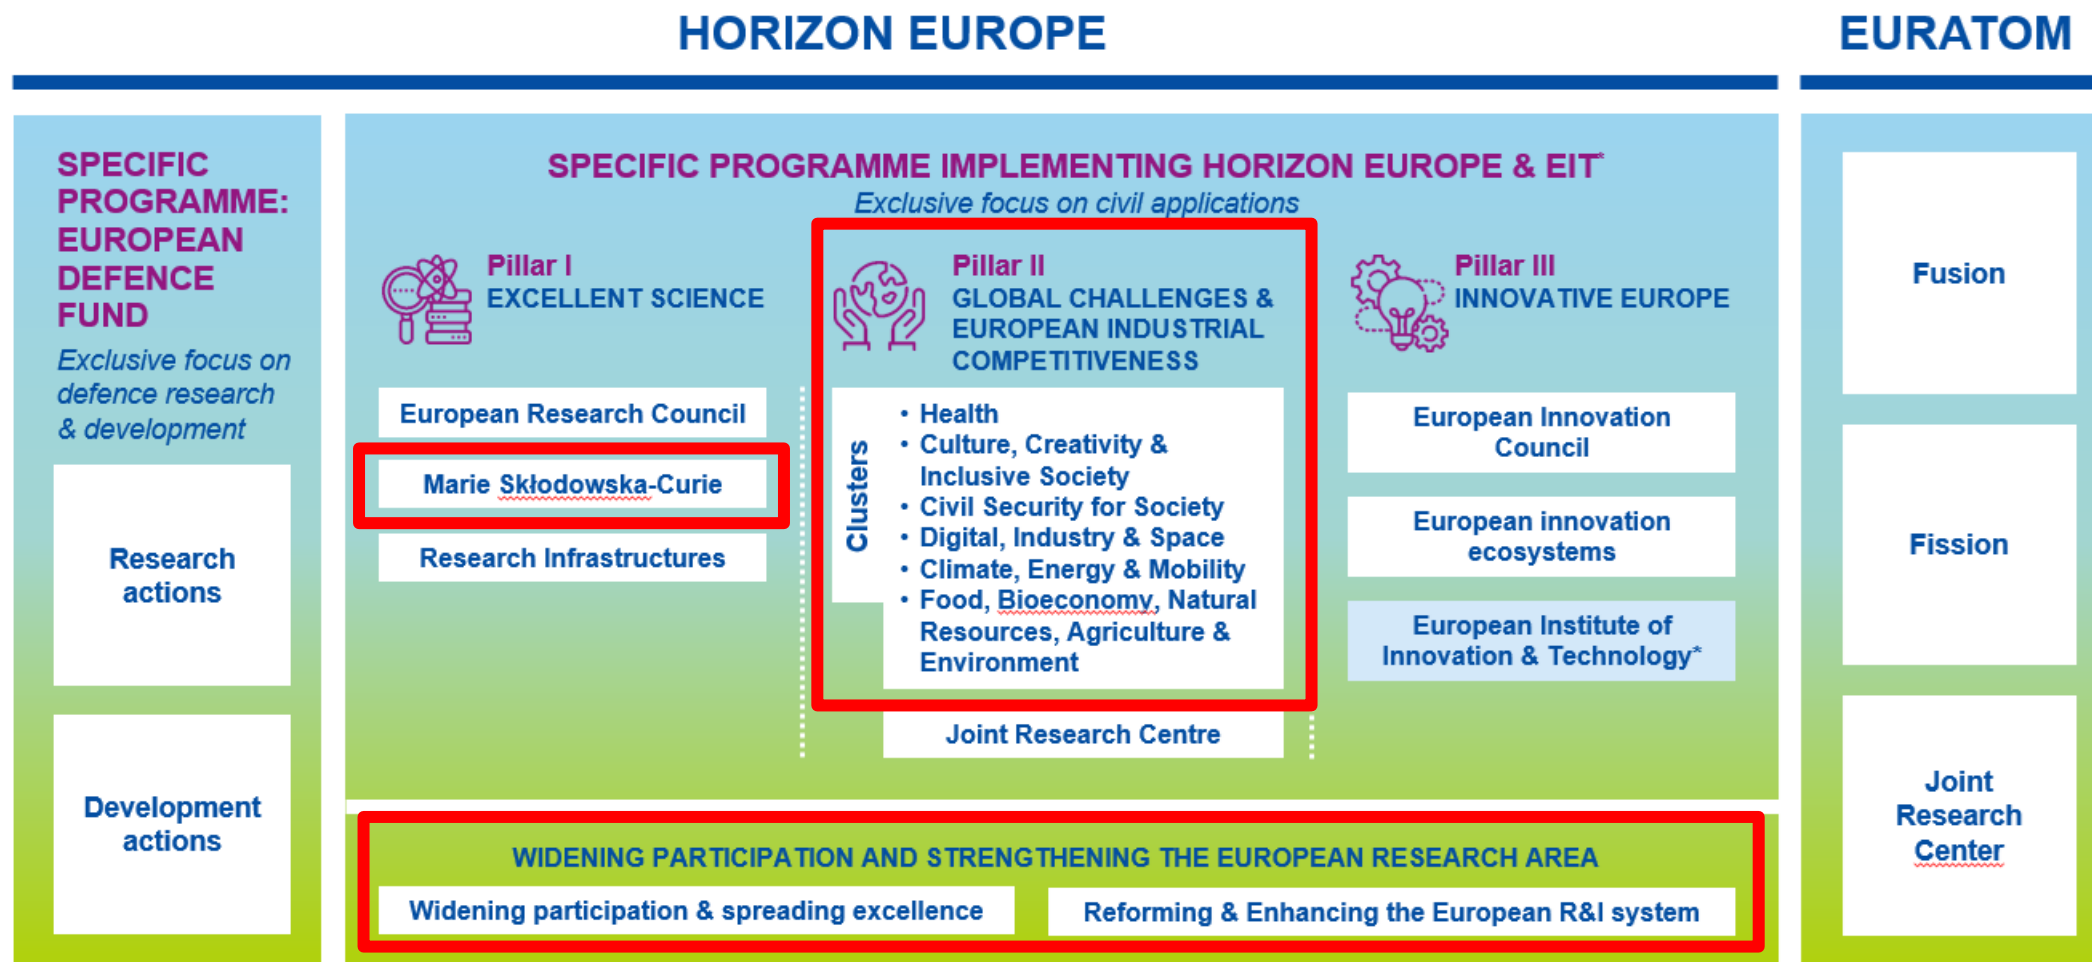 HORIZON EUROPE
EURATOM
SPECIFIC
PROGRAMME:
EUROPEAN
DEFENCE
FUND
Exclusive focus on
defence research
& development
Research
actions
Development
actions
SPECIFIC PROGRAMME IMPLEMENTING HORIZON EUROPE & EIT*
Exclusive focus on civil applications
Pillar I
EXCELLENT SCIENCE
European Research Council
Marie Skłodowska-Curie
Research Infrastructures
Pillar II
GLOBAL CHALLENGES &
EUROPEAN INDUSTRIAL
COMPETITIVENESS
Clusters
• Health
• Culture, Creativity &
Inclusive Society
• Civil Security for Society
• Digital, Industry & Space
• Climate, Energy & Mobility
• Food, Bioeconomy, Natural
Resources, Agriculture &
Environment
Joint Research Centre
Pillar III
INNOVATIVE EUROPE
European Innovation
Council
European innovation
ecosystems
European Institute of
Innovation & Technology*
WIDENING PARTICIPATION AND STRENGTHENING THE EUROPEAN RESEARCH AREA
Widening participation & spreading excellence
Reforming & Enhancing the European R&I system
Fusion
Fission
Joint
Research
Center